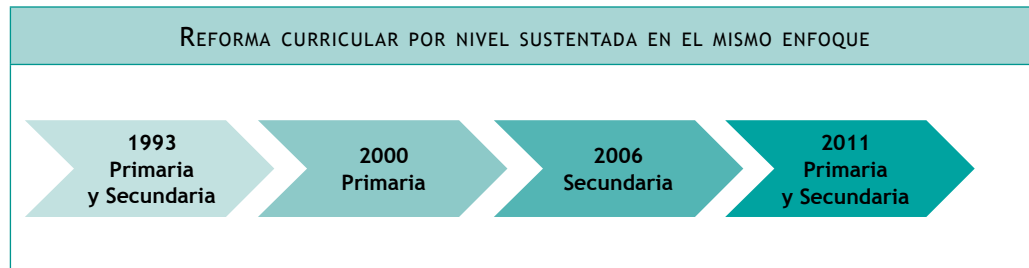 REFORMA CURRICULAR POR NIVEL SUSTENTADA EN EL MISMO ENFOQUE
1993
Primaria
y Secundaria
2000
Primaria
2006
Secundaria
2011
Primaria
y Secundaria